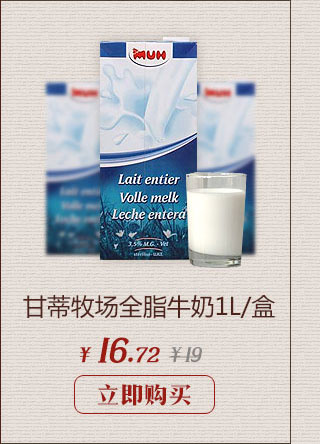 MUH
Lait entier
Volle melk
Leche entera
3,5% M.G. - Vet
甘蒂牧场全脂牛奶1L/盒
¥ 16.72 ¥19
立即购买